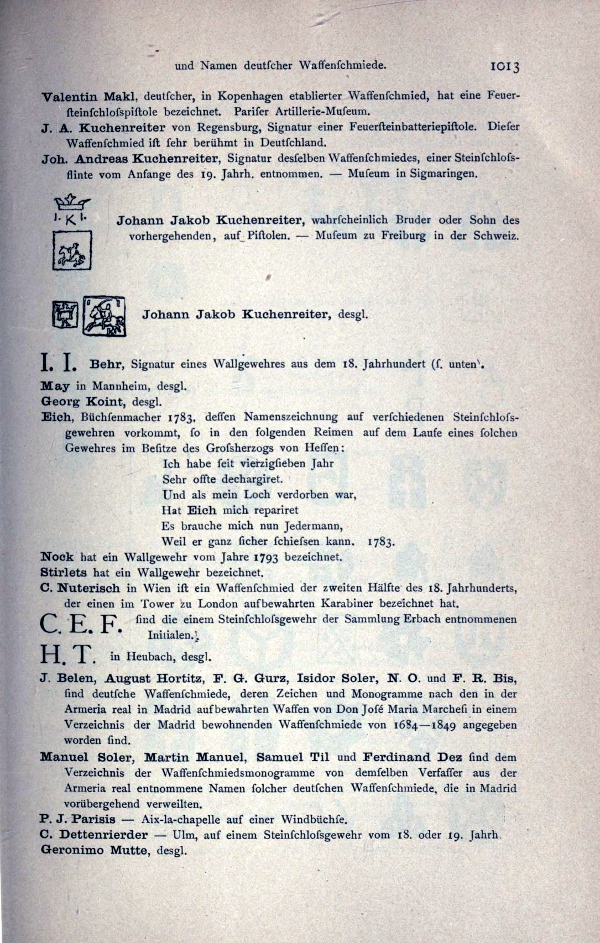 und Namen deutſcher Waffenſchmiede. 1013
Valentin Makl, deutſcher, in Kopenhagen etablierter Waffenſchmied, hat eine Feuer-
ſteinſchloſspiſtole bezeichnet. Pariſer Artillerie-Muſeum.
J. A. Kuchenreiter von Regensburg, Signatur einer Feuerſteinbatteriepiſtole. Dieſer
Waffenſchmied iſt ſehr berühmt in Deutſchland.
Joh. Andreas Kuchenreiter, Signatur desſelben Waffenſchmiedes, einer Steinſchloſs-
flinte vom Anfange des 19. Jahrh. entnommen. — Muſeum in Sigmaringen.
I. K I.
Johann Jakob Kuchenreiter, wahrſcheinlich Bruder oder Sohn des
vorhergehenden, auf Piſtolen. — Muſeum zu Freiburg in der Schweiz.
Johann Jakob Kuchenreiter, desgl.
I. I. Behr, Signatur eines Wallgewehres aus dem 18. Jahrhundert (ſ. unten).
May in Mannheim, desgl.
Georg Koint, desgl.
Eich, Büchſenmacher 1783, deſſen Namenszeichnung auf verſchiedenen Steinſchloſs-
gewehren vorkommt, ſo in den folgenden Reimen auf dem Laufe eines ſolchen
Gewehres im Beſitze des Groſsherzogs von Heſſen:
Ich habe ſeit vierzigſieben Jahr
Sehr offte dechargiret.
Und als mein Loch verdorben war,
Hat Eich mich repariret
Es brauche mich nun Jedermann,
Weil er ganz ſicher ſchieſsen kann. 1783.
Nock hat ein Wallgewehr vom Jahre 1793 bezeichnet.
Stirlets hat ein Wallgewehr bezeichnet.
C. Nuterisch in Wien iſt ein Waffenſchmied der zweiten Hälfte des 18. Jahrhunderts,
der einen im Tower zu London aufbewahrten Karabiner bezeichnet hat.
C. E. F. ſind die einem Steinſchloſsgewehr der Sammlung Erbach entnommenen
Initialen.
H. T. in Heubach, desgl.
J. Belen, August Hortitz, F. G. Gurz, Isidor Soler, N. O. und F. R. Bis,
ſind deutſche Waffenſchmiede, deren Zeichen und Monogramme nach den in der
Armeria real in Madrid aufbewahrten Waffen von Don Joſé Maria Marcheſi in einem
Verzeichnis der Madrid bewohnenden Waffenſchmiede von 1684—1849 angegeben
worden ſind.
Manuel Soler, Martin Manuel, Samuel Til und Ferdinand Dez ſind dem
Verzeichnis der Waffenſchmiedsmonogramme von demſelben Verfaſſer aus der
Armeria real entnommene Namen ſolcher deutſchen Waffenſchmiede, die in Madrid
vorübergehend verweilten.
P. J. Parisis — Aix-la-chapelle auf einer Windbüchſe.
C. Dettenrierder — Ulm, auf einem Steinſchloſsgewehr vom 18. oder 19. Jahrh.
Geronimo Mutte, desgl.